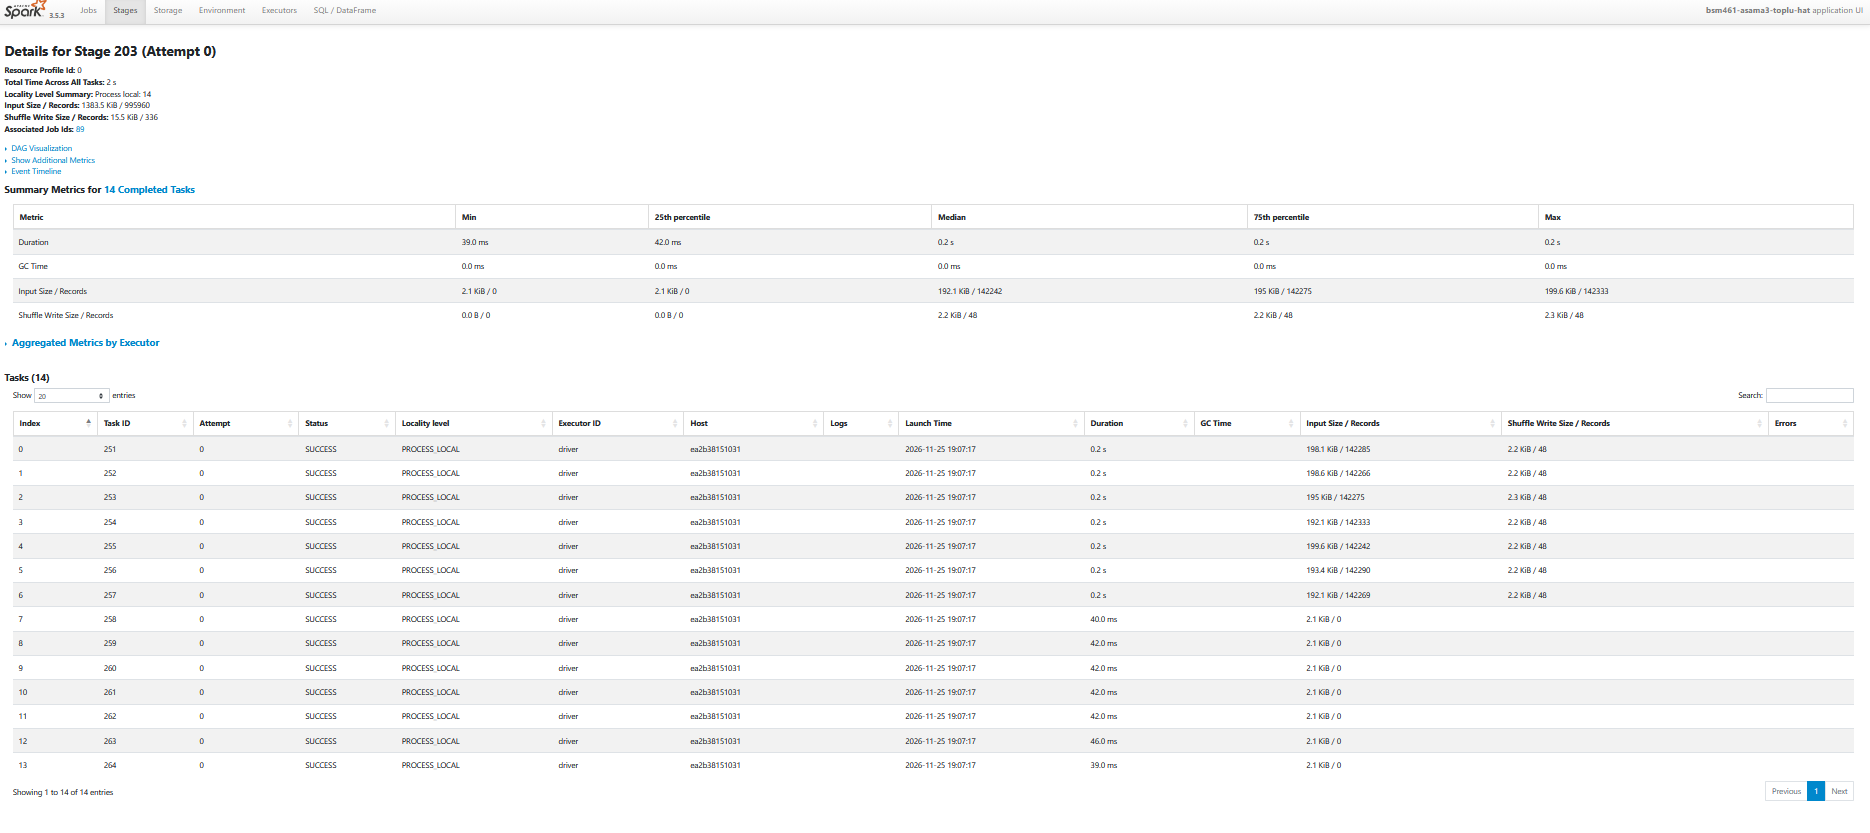 APACHE Spark 3.5.3 Jobs Stages Storage Environment Executors SQL / DataFrame bsm461-asama3-toplu-hat application UI
Details for Stage 203 (Attempt 0)
Resource Profile Id: 0
Total Time Across All Tasks: 2 s
Locality Level Summary: Process local: 14
Input Size / Records: 1383.5 KiB / 995960
Shuffle Write Size / Records: 15.5 KiB / 336
Associated Job Ids: 89
DAG Visualization
Show Additional Metrics
Event Timeline
Summary Metrics for 14 Completed Tasks
Metric Min 25th percentile Median 75th percentile Max
Duration 39.0 ms 42.0 ms 0.2 s 0.2 s 0.2 s
GC Time 0.0 ms 0.0 ms 0.0 ms 0.0 ms 0.0 ms
Input Size / Records 2.1 KiB / 0 2.1 KiB / 0 192.1 KiB / 142242 195 KiB / 142275 199.6 KiB / 142333
Shuffle Write Size / Records 0.0 B / 0 0.0 B / 0 2.2 KiB / 48 2.2 KiB / 48 2.3 KiB / 48
Aggregated Metrics by Executor
Tasks (14)
Show 20 entries Search:
Index Task ID Attempt Status Locality level Executor ID Host Logs Launch Time Duration GC Time Input Size / Records Shuffle Write Size / Records Errors
0 251 0 SUCCESS PROCESS_LOCAL driver ea2b38151031 2026-11-25 19:07:17 0.2 s 198.1 KiB / 142285 2.2 KiB / 48
1 252 0 SUCCESS PROCESS_LOCAL driver ea2b38151031 2026-11-25 19:07:17 0.2 s 198.6 KiB / 142266 2.2 KiB / 48
2 253 0 SUCCESS PROCESS_LOCAL driver ea2b38151031 2026-11-25 19:07:17 0.2 s 195 KiB / 142275 2.3 KiB / 48
3 254 0 SUCCESS PROCESS_LOCAL driver ea2b38151031 2026-11-25 19:07:17 0.2 s 192.1 KiB / 142333 2.2 KiB / 48
4 255 0 SUCCESS PROCESS_LOCAL driver ea2b38151031 2026-11-25 19:07:17 0.2 s 199.6 KiB / 142242 2.2 KiB / 48
5 256 0 SUCCESS PROCESS_LOCAL driver ea2b38151031 2026-11-25 19:07:17 0.2 s 193.4 KiB / 142290 2.2 KiB / 48
6 257 0 SUCCESS PROCESS_LOCAL driver ea2b38151031 2026-11-25 19:07:17 0.2 s 192.1 KiB / 142269 2.2 KiB / 48
7 258 0 SUCCESS PROCESS_LOCAL driver ea2b38151031 2026-11-25 19:07:17 40.0 ms 2.1 KiB / 0
8 259 0 SUCCESS PROCESS_LOCAL driver ea2b38151031 2026-11-25 19:07:17 42.0 ms 2.1 KiB / 0
9 260 0 SUCCESS PROCESS_LOCAL driver ea2b38151031 2026-11-25 19:07:17 42.0 ms 2.1 KiB / 0
10 261 0 SUCCESS PROCESS_LOCAL driver ea2b38151031 2026-11-25 19:07:17 42.0 ms 2.1 KiB / 0
11 262 0 SUCCESS PROCESS_LOCAL driver ea2b38151031 2026-11-25 19:07:17 42.0 ms 2.1 KiB / 0
12 263 0 SUCCESS PROCESS_LOCAL driver ea2b38151031 2026-11-25 19:07:17 46.0 ms 2.1 KiB / 0
13 264 0 SUCCESS PROCESS_LOCAL driver ea2b38151031 2026-11-25 19:07:17 39.0 ms 2.1 KiB / 0
Showing 1 to 14 of 14 entries Previous 1 Next